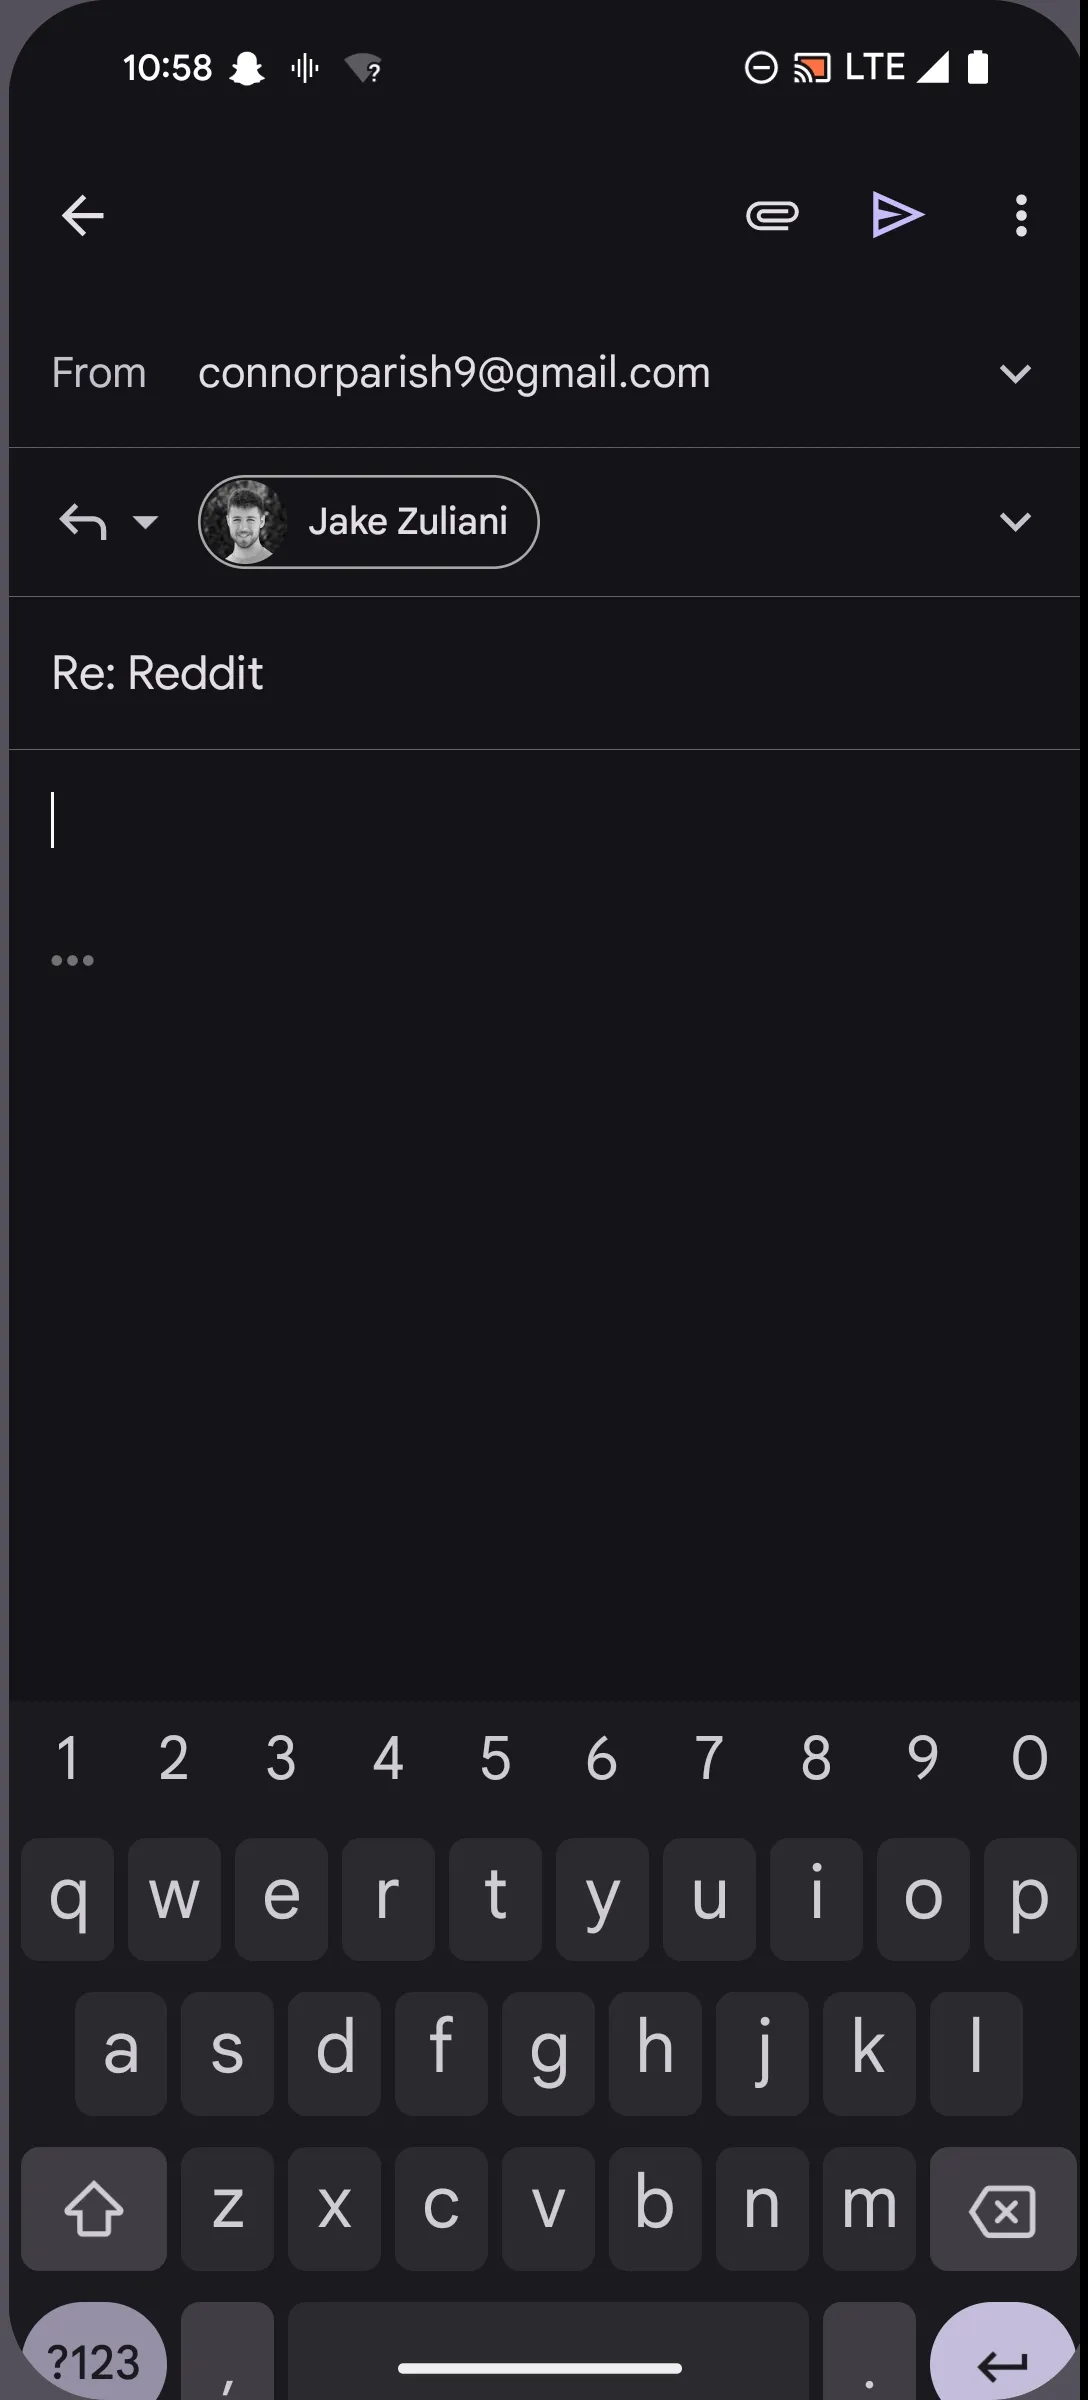 10:58 LTE
From connorparish9@gmail.com
Jake Zuliani
Re: Reddit
1 2 3 4 5 6 7 8 9 0
q w e r t y u i o p
a s d f g h j k l
z x c v b n m
?123 , .